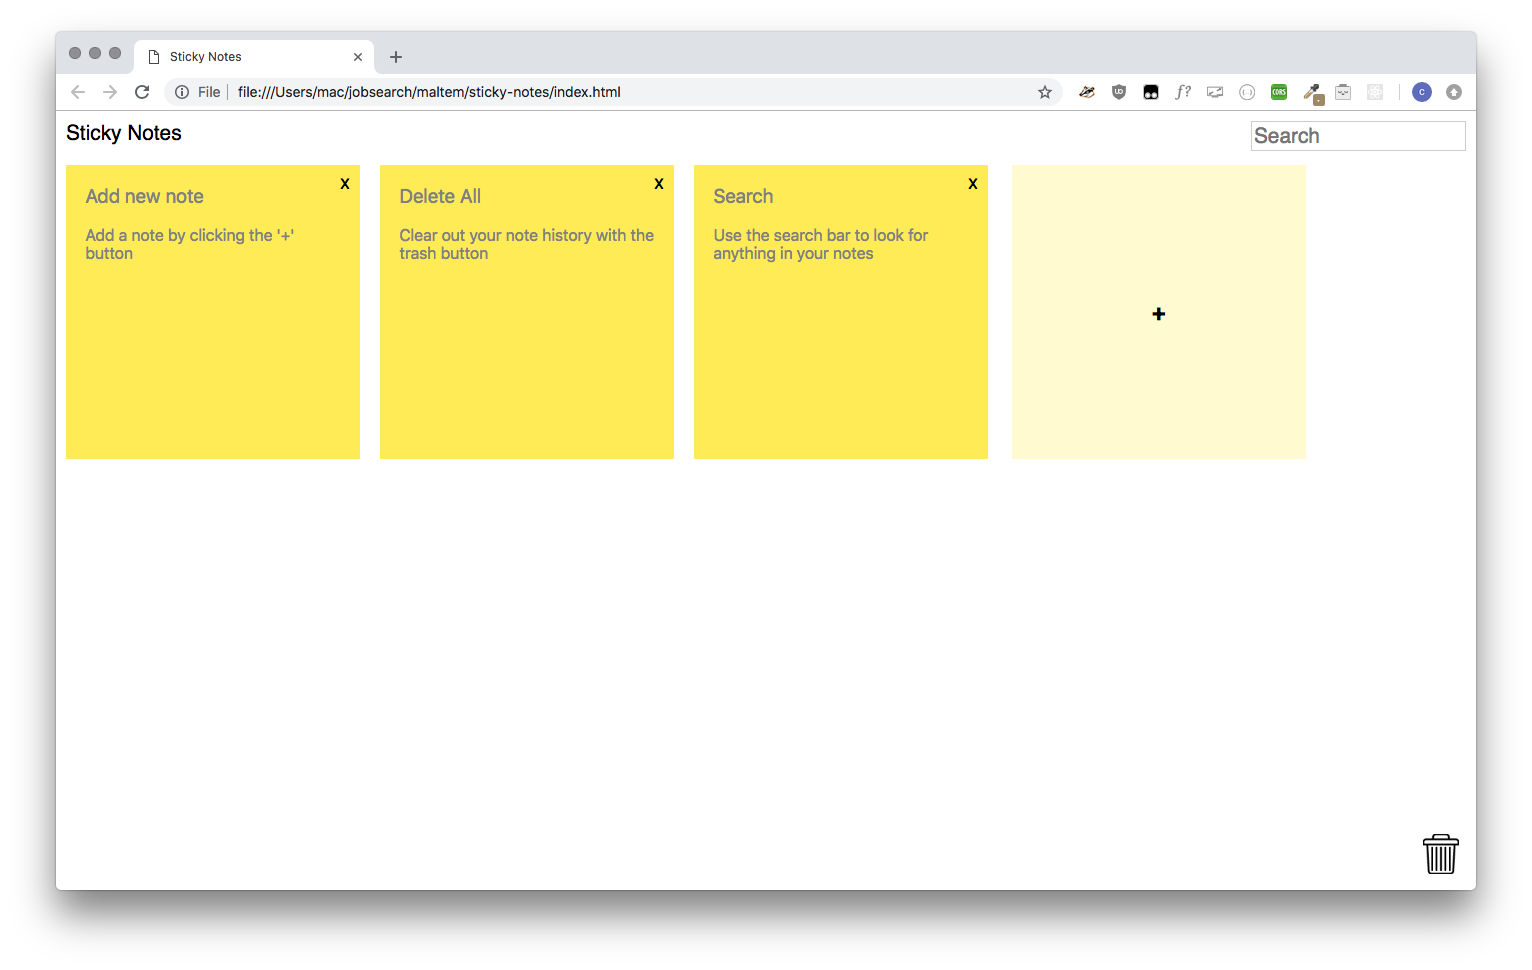 Sticky Notes
File
file:///Users/mac/jobsearch/maltem/sticky-notes/index.html
UD
f?
CORS
C
Sticky Notes
Search
X
Add new note
Add a note by clicking the '+'
button
X
Delete All
Clear out your note history with the
trash button
X
Search
Use the search bar to look for
anything in your notes
+